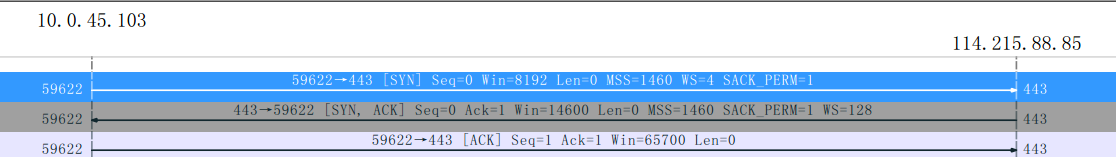 10.0.45.103
114.215.88.85
59622→443 [SYN] Seq=0 Win=8192 Len=0 MSS=1460 WS=4 SACK_PERM=1
59622 443
443→59622 [SYN, ACK] Seq=0 Ack=1 Win=14600 Len=0 MSS=1460 SACK_PERM=1 WS=128
59622 443
59622→443 [ACK] Seq=1 Ack=1 Win=65700 Len=0
59622 443